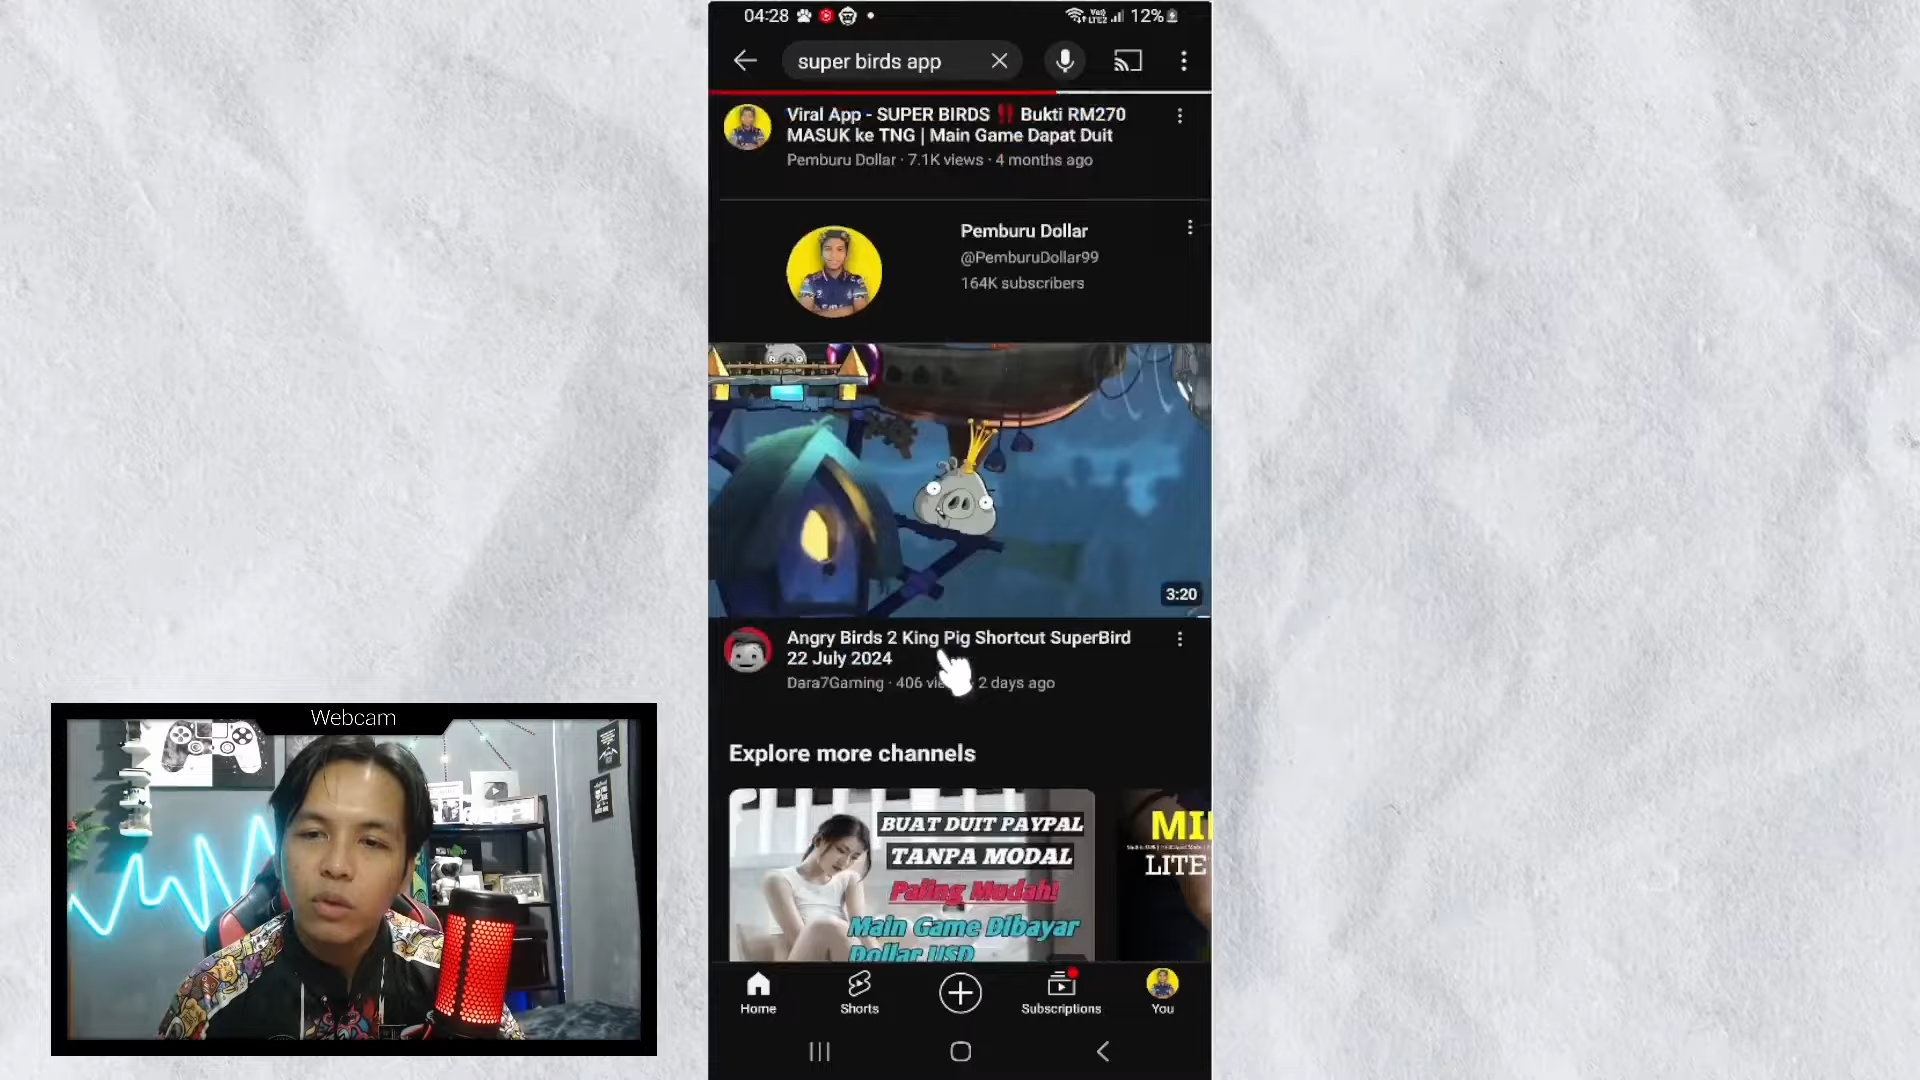 04:28
12%
super birds app
Viral App - SUPER BIRDS ‼️ Bukti RM270
MASUK ke TNG | Main Game Dapat Duit
Pemburu Dollar · 7.1K views · 4 months ago
Pemburu Dollar
@PemburuDollar99
164K subscribers
3:20
Angry Birds 2 King Pig Shortcut SuperBird
22 July 2024
Dara7Gaming · 406 · 2 days ago
Explore more channels
BUAT DUIT PAYPAL
TANPA MODAL
Paling Mudah!
Main Game Dibayar
Dollar USD
LITE
Home
Shorts
Subscriptions
You
Webcam